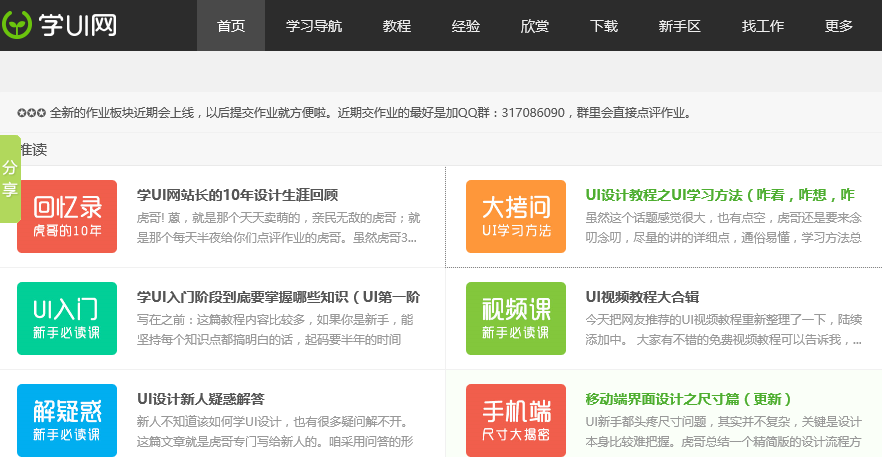 学UI网
首页 学习导航 教程 经验 欣赏 下载 新手区 找工作 更多
✪✪✪ 全新的作业板块近期会上线，以后提交作业就方便啦。近期交作业的最好是加QQ群：317086090，群里会直接点评作业。
分享
推读
回忆录
虎哥的10年
学UI网站长的10年设计生涯回顾
虎哥! 蒽，就是那个天天卖萌的，亲民无敌的虎哥；就
是那个每天半夜给你们点评作业的虎哥。虽然虎哥3...
大拷问
UI学习方法
UI设计教程之UI学习方法（咋看，咋想，咋
虽然这个话题感觉很大，也有点空，虎哥还是要来念
叨念叨，尽量的讲的详细点，通俗易懂，学习方法总
UI入门
新手必读课
学UI入门阶段到底要掌握哪些知识（UI第一阶
写在之前：这篇教程内容比较多，如果你是新手，能
坚持每个知识点都搞明白的话，起码要半年的时间
视频课
新手必读课
UI视频教程大合辑
今天把网友推荐的UI视频教程重新整理了一下，陆续
添加中。 大家有不错的免费视频教程可以告诉我，...
解疑惑
新手必读课
UI设计新人疑惑解答
新人不知道该如何学UI设计，也有很多疑问解不开。
这篇文章就是虎哥专门写给新人的。咱采用问答的形
手机端
尺寸大揭密
移动端界面设计之尺寸篇（更新）
UI新手都头疼尺寸问题，其实并不复杂，关键是设计
本身比较难把握。虎哥总结一个精简版的设计流程方